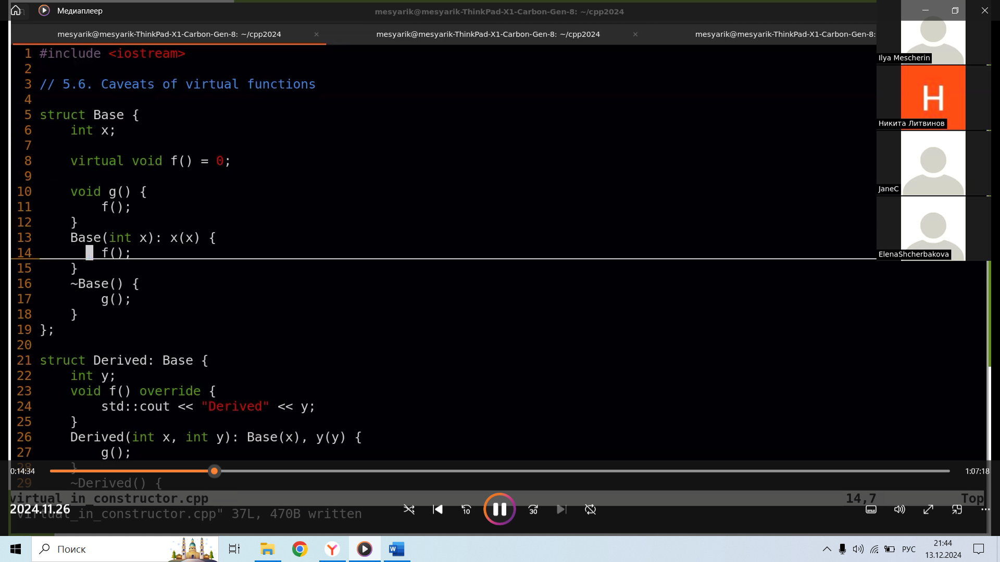 Медиаплеер
mesyarik@mesyarik-ThinkPad-X1-Carbon-Gen-8: ~/cpp2024
mesyarik@mesyarik-ThinkPad-X1-Carbon-Gen-8: ~/cpp2024 × mesyarik@mesyarik-ThinkPad-X1-Carbon-Gen-8: ~/cpp2024 × mesyarik@mesyarik-ThinkPad-X1-Carbon-Gen-8:
Ilya Mescherin
H
Никита Литвинов
JaneC
ElenaShcherbakova
1 #include <iostream>
2
3 // 5.6. Caveats of virtual functions
4
5 struct Base {
6     int x;
7
8     virtual void f() = 0;
9
10     void g() {
11         f();
12     }
13     Base(int x): x(x) {
14         f();
15     }
16     ~Base() {
17         g();
18     }
19 };
20
21 struct Derived: Base {
22     int y;
23     void f() override {
24         std::cout << "Derived" << y;
25     }
26     Derived(int x, int y): Base(x), y(y) {
27         g();
28     }
29     ~Derived() {
0:14:34
1:07:18
virtual_in_constructor.cpp 14,7 Top
"virtual_in_constructor.cpp" 37L, 470B written
2024.11.26
10
30
Поиск
РУС
21:44
13.12.2024